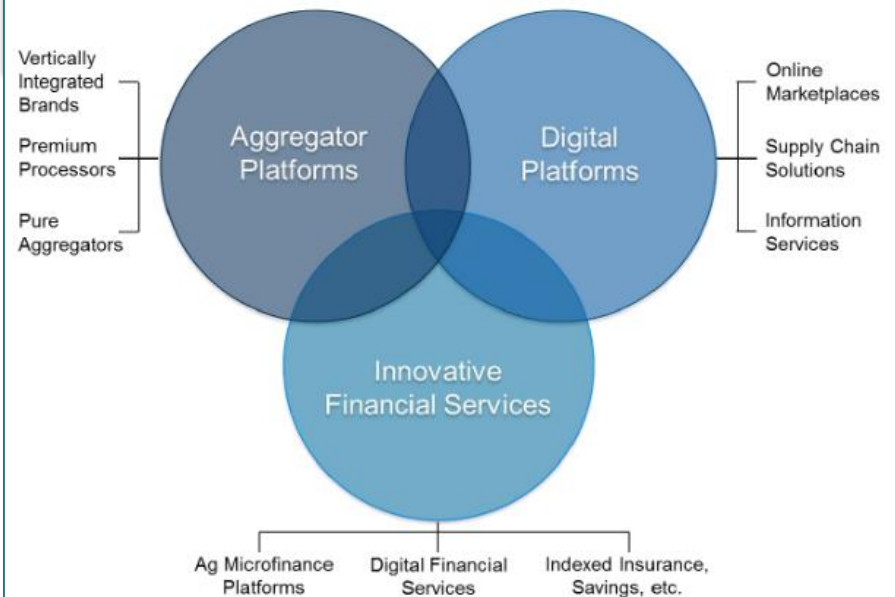 Vertically
Integrated
Brands
Premium
Processors
Pure
Aggregators
Aggregator
Platforms
Digital
Platforms
Online
Marketplaces
Supply Chain
Solutions
Information
Services
Innovative
Financial Services
Ag Microfinance
Platforms
Digital Financial
Services
Indexed Insurance,
Savings, etc.